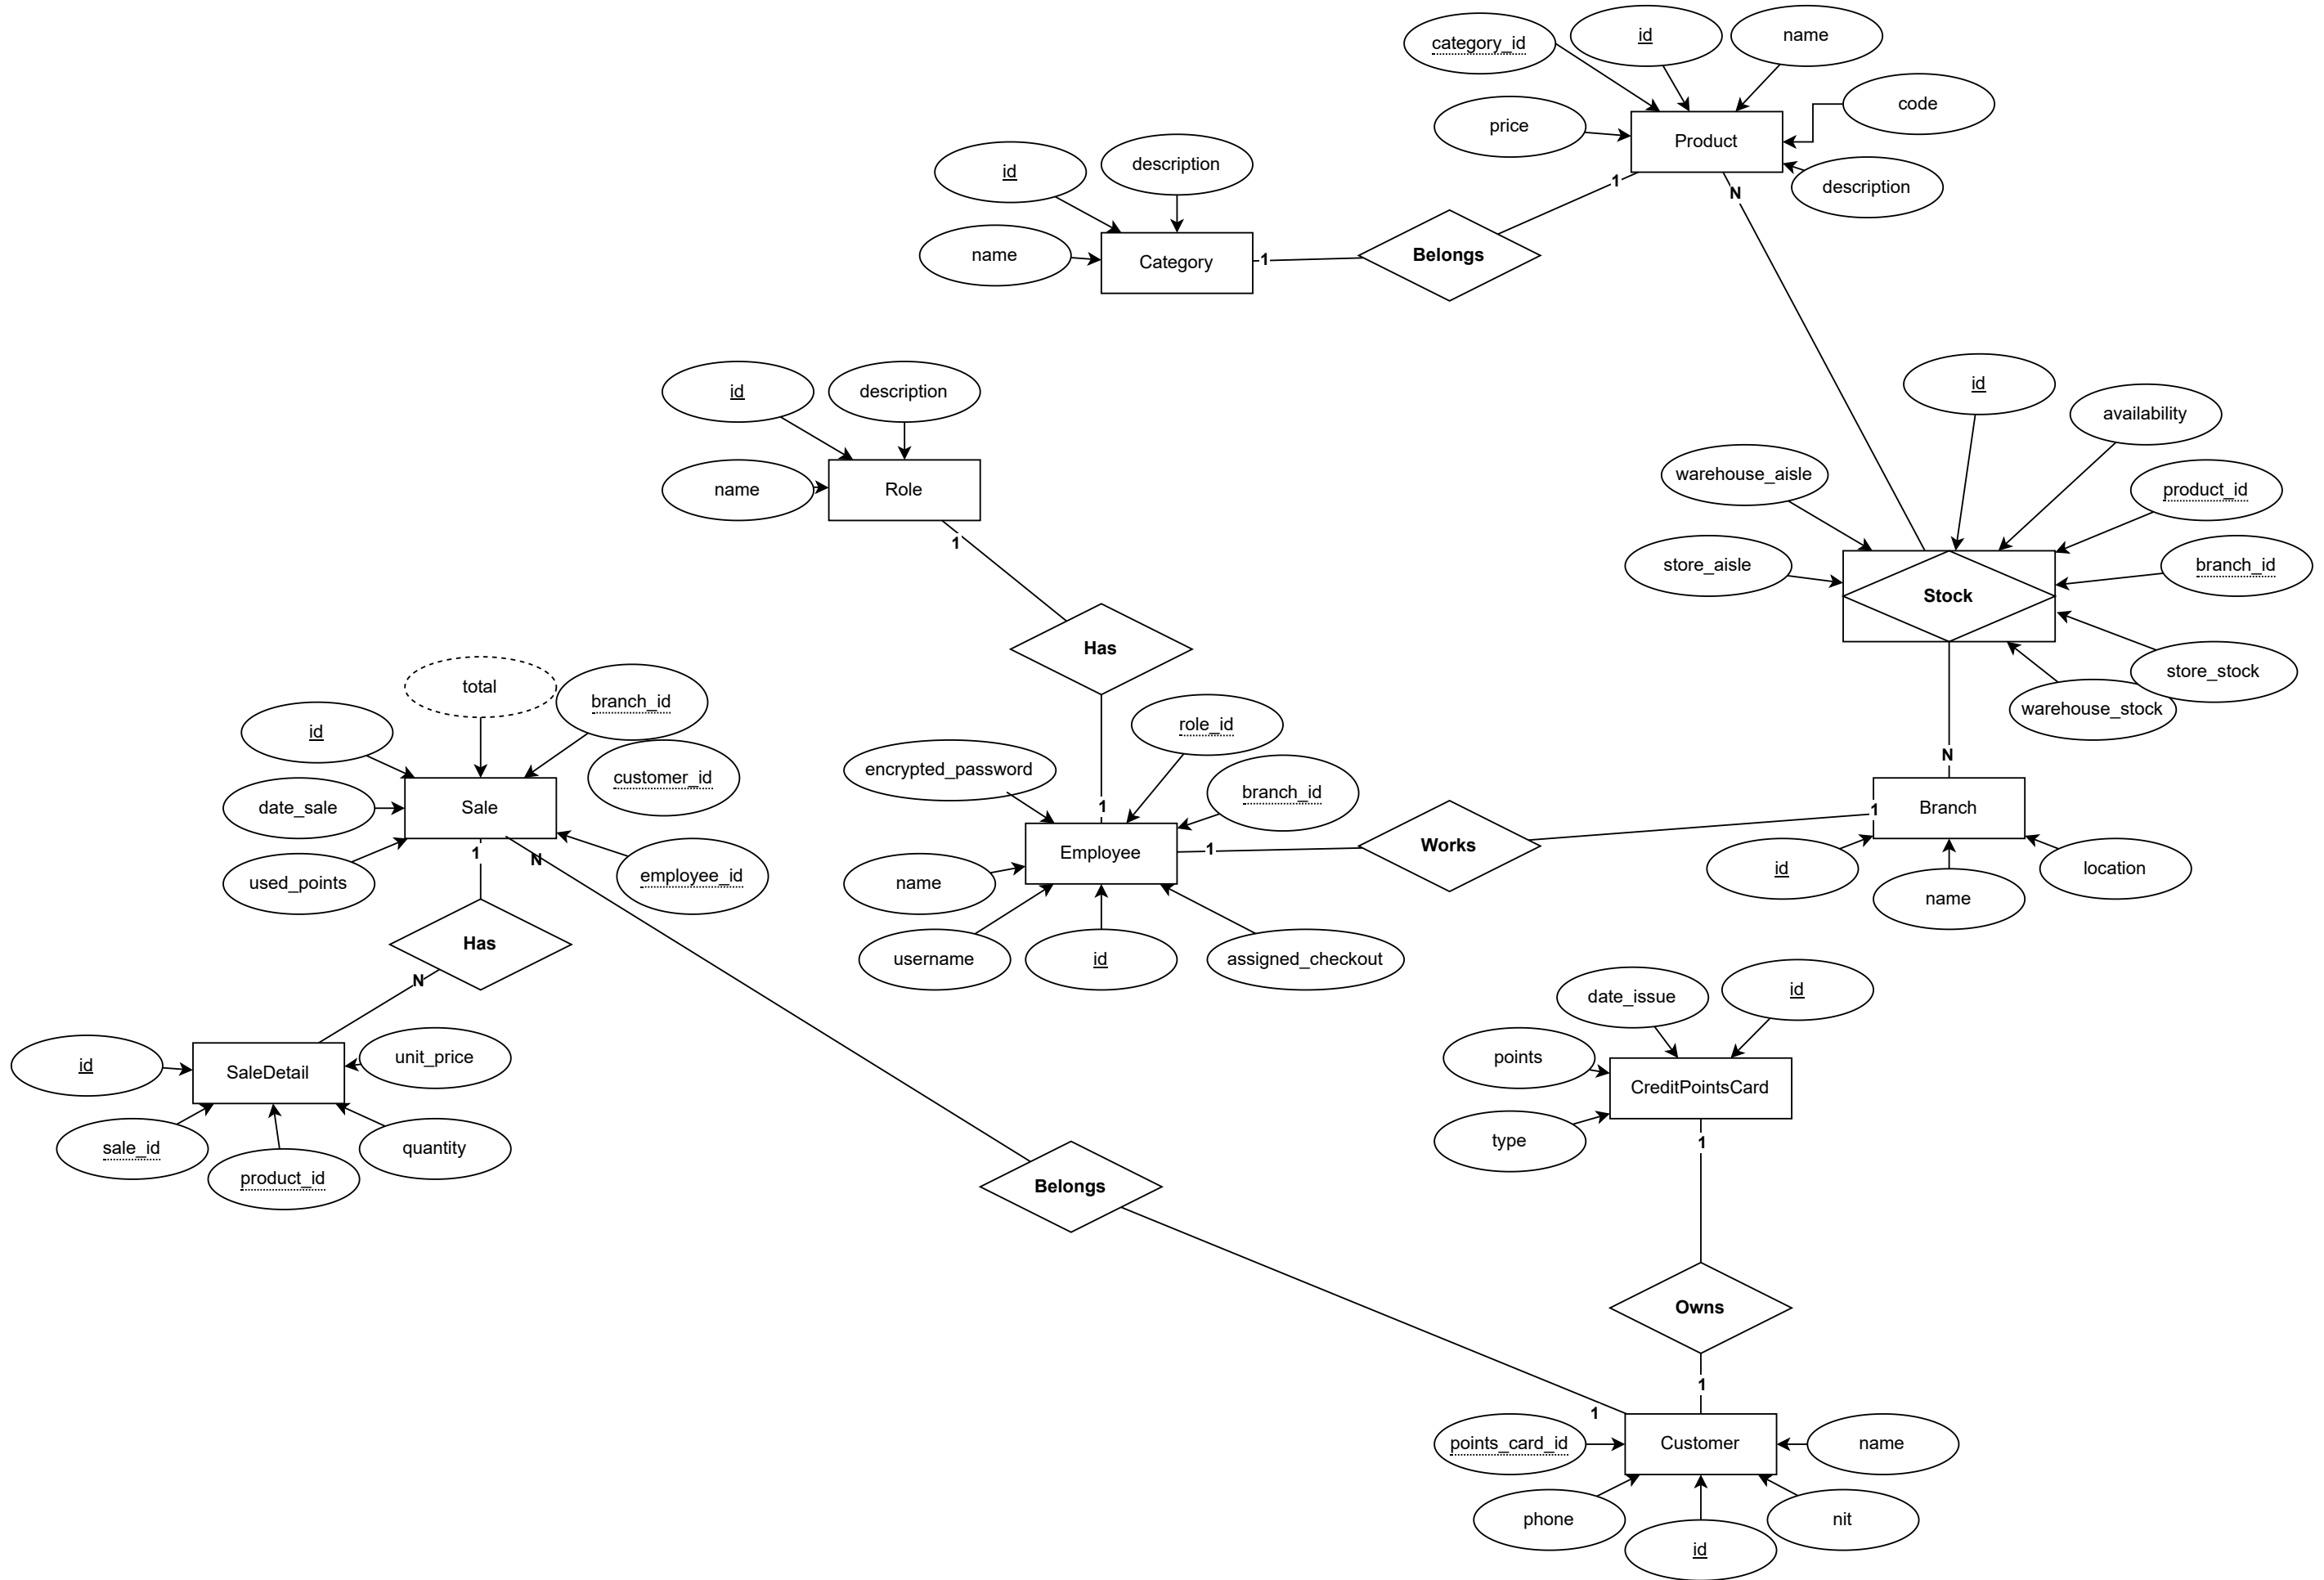 category_id
id
name
code
price
Product
description
1
N
id
description
name
Category
1
Belongs
id
description
name
Role
1
Has
1
id
availability
warehouse_aisle
product_id
store_aisle
branch_id
Stock
store_stock
warehouse_stock
N
total
branch_id
id
customer_id
date_sale
Sale
used_points
employee_id
1
N
Has
N
role_id
encrypted_password
branch_id
Employee
name
username
id
assigned_checkout
1
Works
1
Branch
id
name
location
id
SaleDetail
unit_price
sale_id
product_id
quantity
Belongs
date_issue
id
points
CreditPointsCard
type
1
Owns
1
1
points_card_id
Customer
name
phone
id
nit